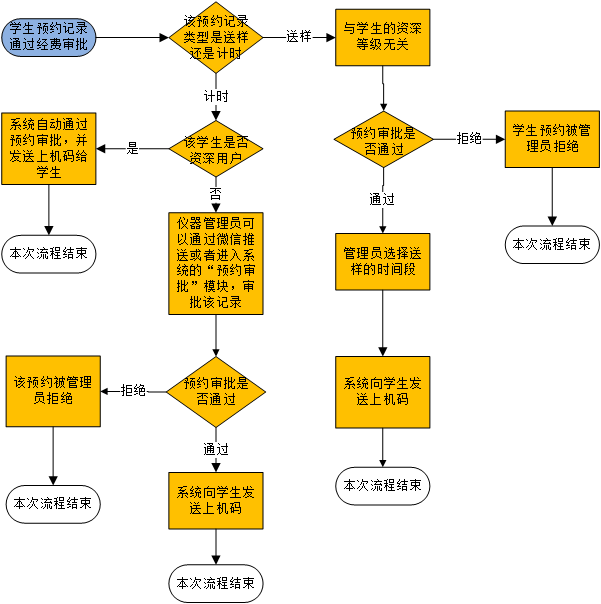 学生预约记录
通过经费审批
该预约记录
类型是送样
还是计时
送样
与学生的资深
等级无关
计时
系统自动通过
预约审批，并
发送上机码给
学生
是
该学生是否
资深用户
预约审批是
否通过
拒绝
学生预约被管
理员拒绝
否
通过
本次流程结束
仪器管理员可
以通过微信推
送或者进入系
统的“预约审
批”模块，审
批该记录
管理员选择送
样的时间段
本次流程结束
该预约被管理
员拒绝
拒绝
预约审批是
否通过
系统向学生发
送上机码
通过
本次流程结束
系统向学生发
送上机码
本次流程结束
本次流程结束